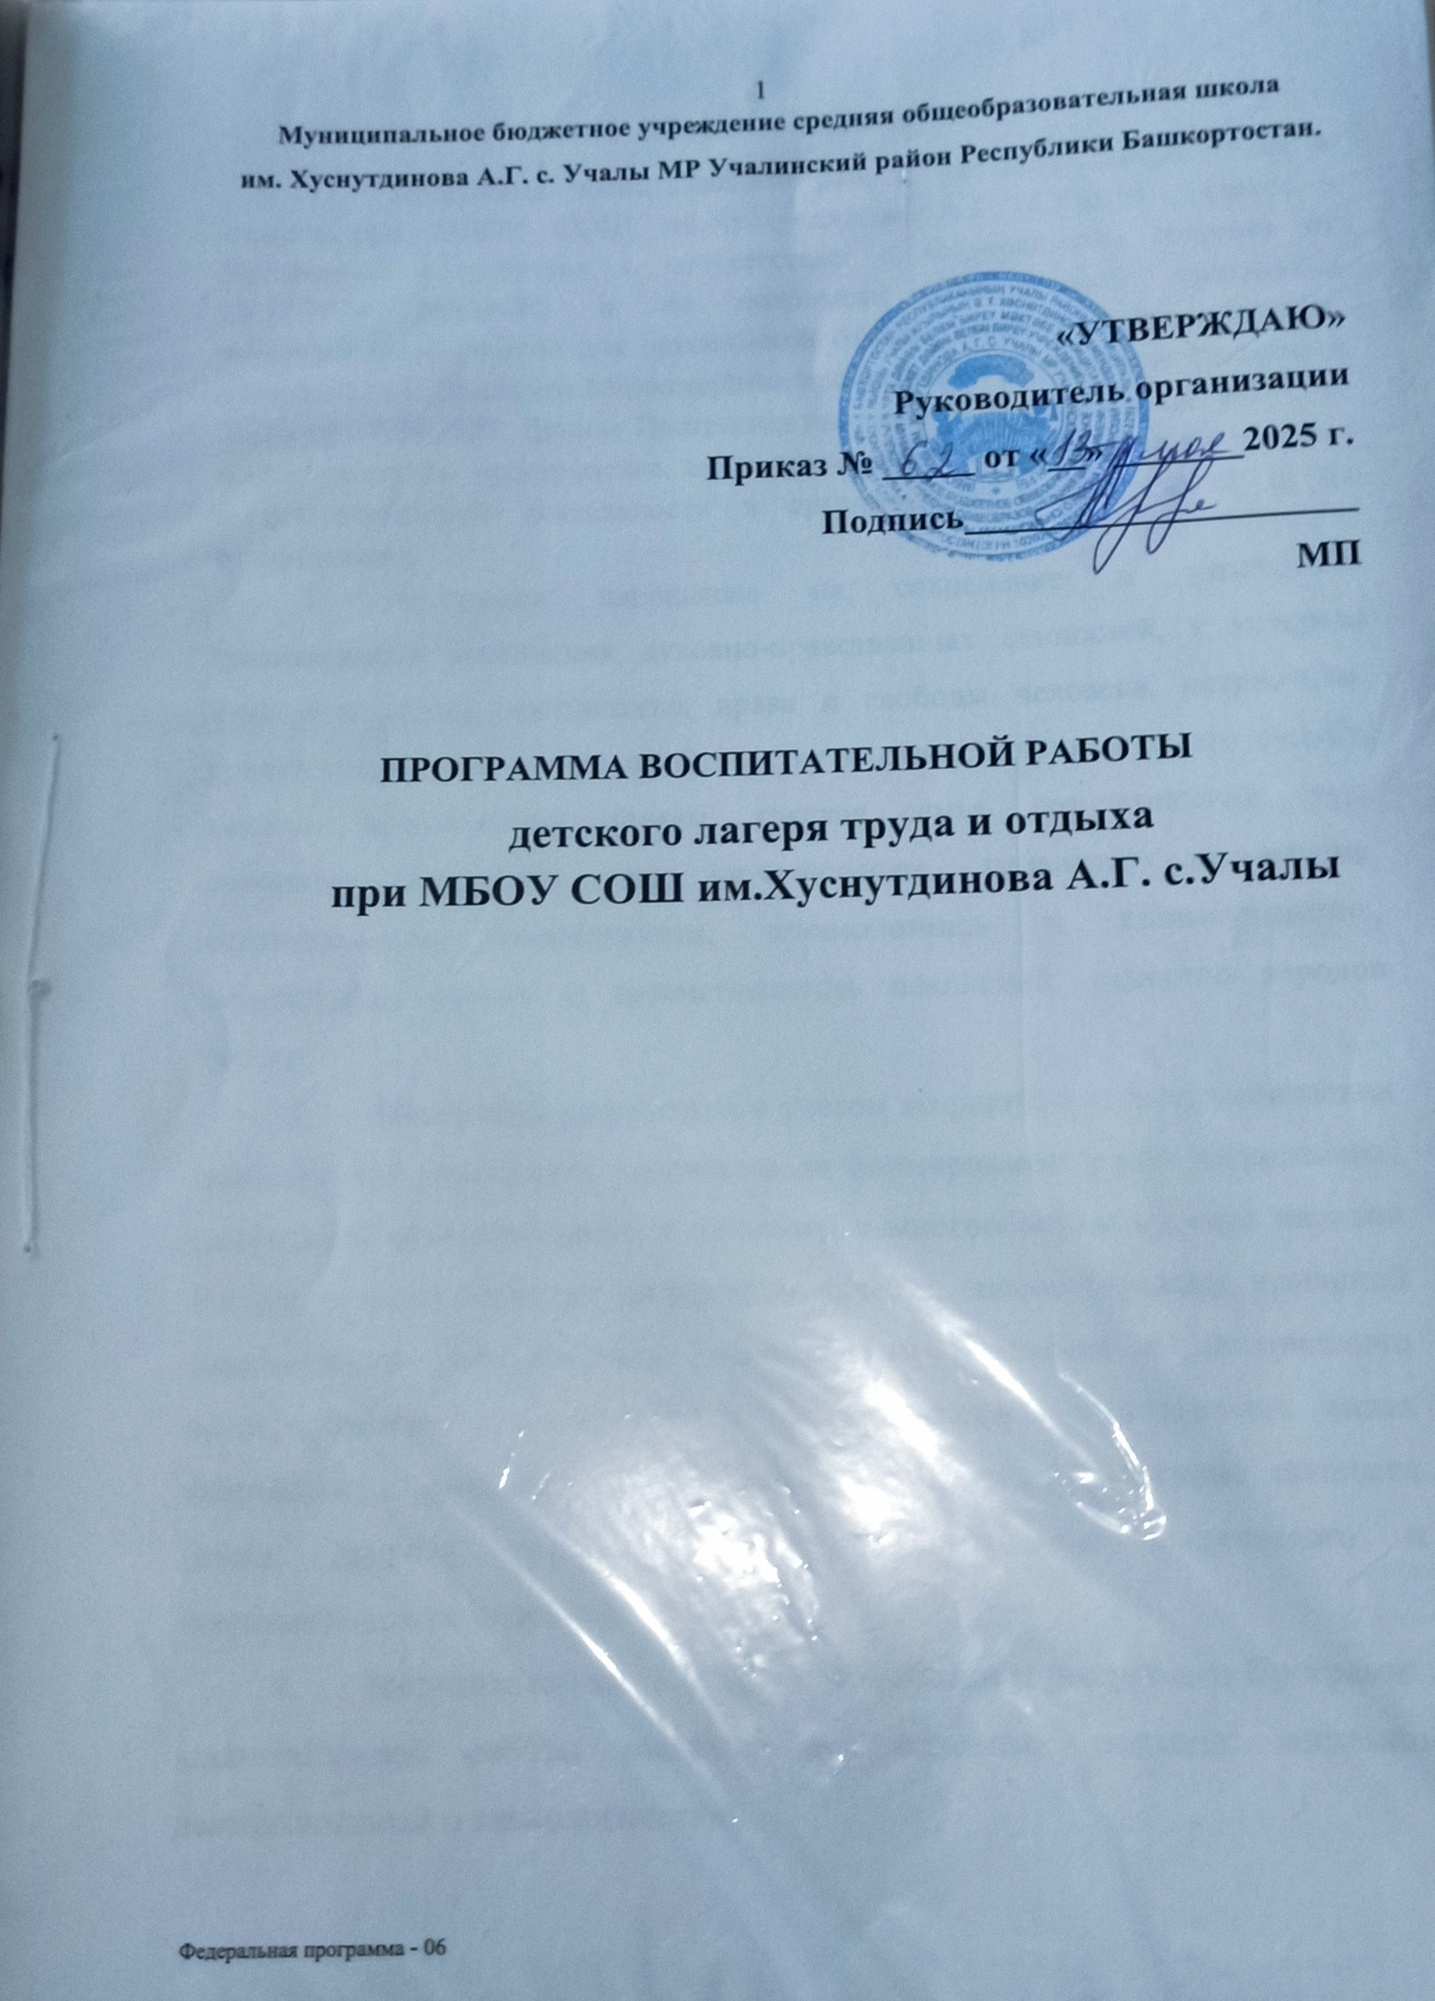 1
Муниципальное бюджетное учреждение средняя общеобразовательная школа
им. Хуснутдинова А.Г. с. Учалы МР Учалинский район Республики Башкортостан.
«УТВЕРЖДАЮ»
Руководитель организации
Приказ № 62 от «13» мая 2025 г.
Подпись
МП
ПРОГРАММА ВОСПИТАТЕЛЬНОЙ РАБОТЫ
детского лагеря труда и отдыха
при МБОУ СОШ им.Хуснутдинова А.Г. с.Учалы
Федеральная программа - 06